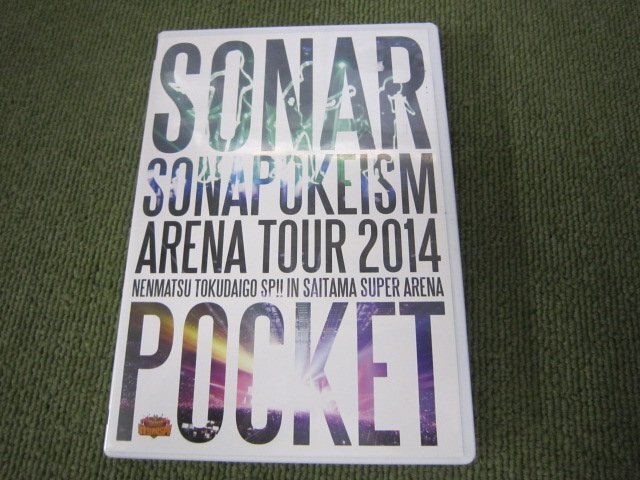 SONAR
SONAPOKEISM
ARENA TOUR 2014
NENMATSU TOKUDAIGO SP!! IN SAITAMA SUPER ARENA
POCKET